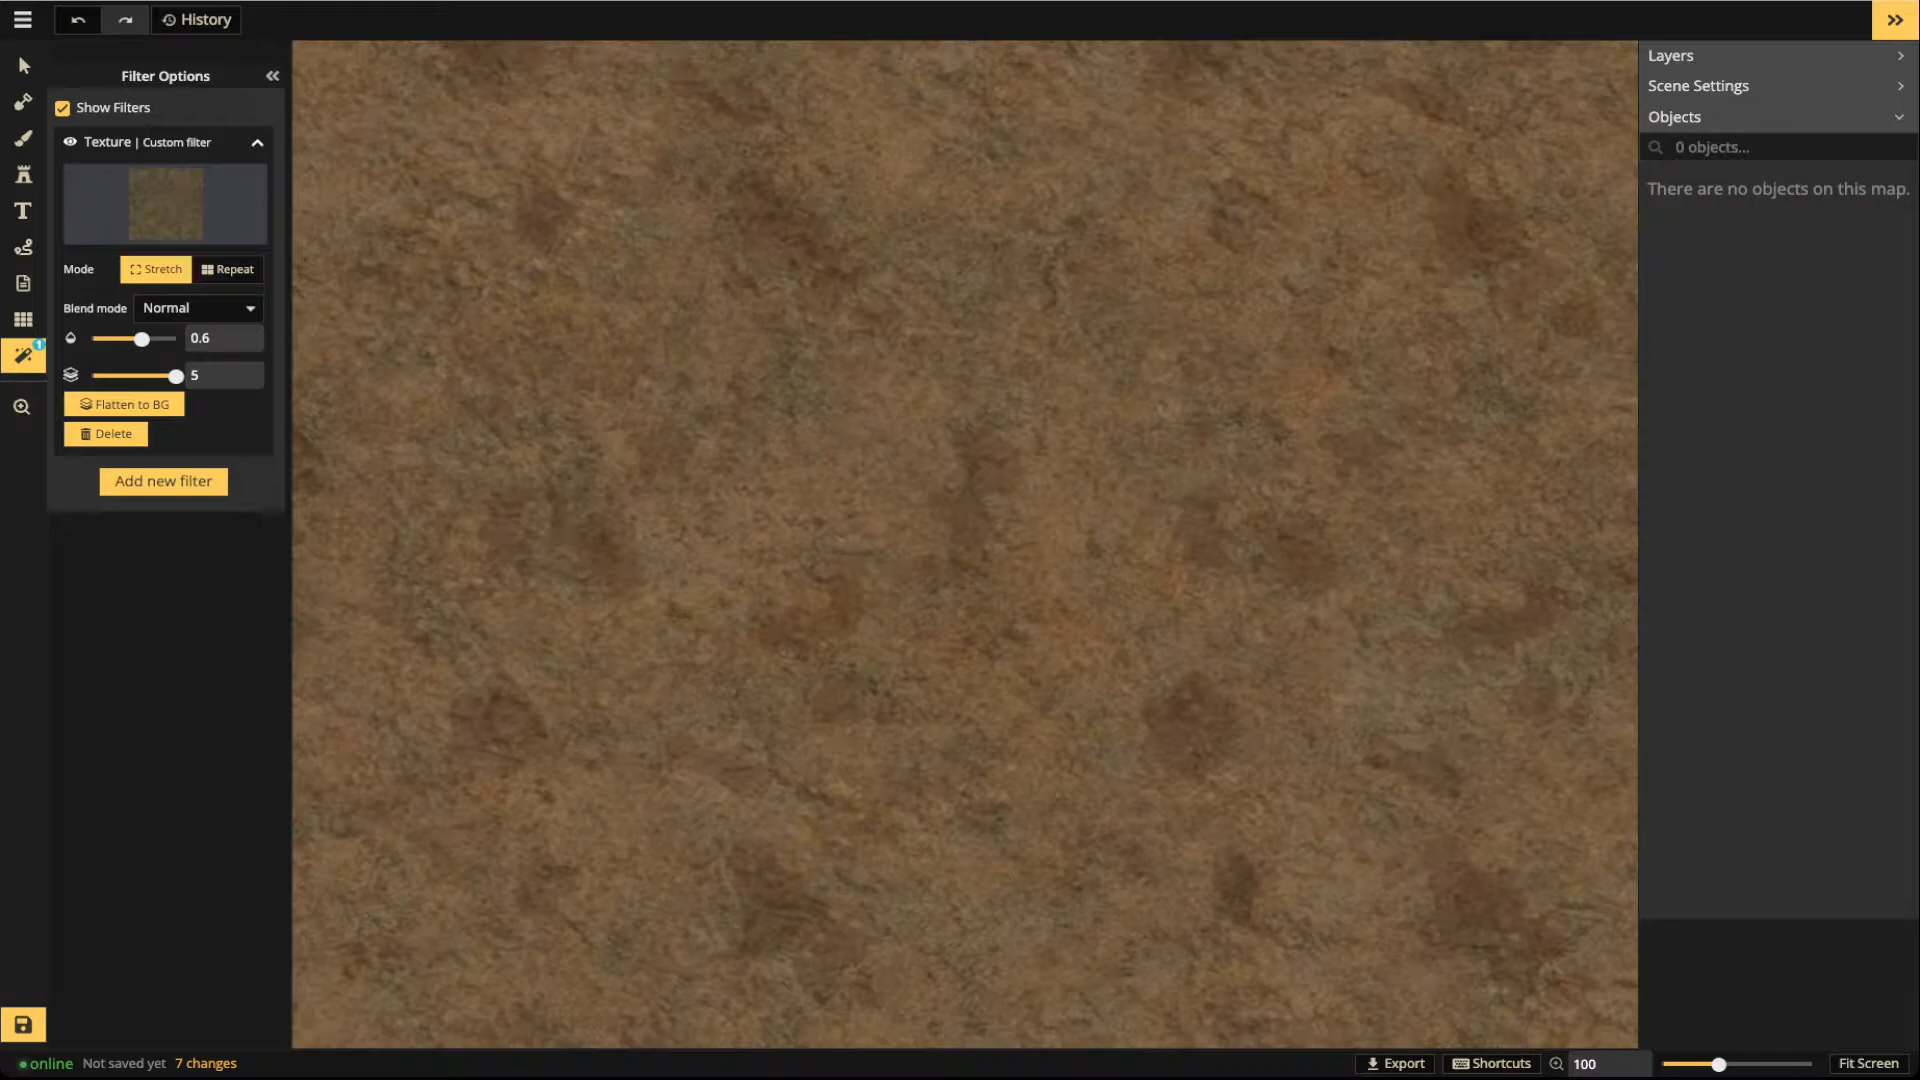 History
Filter Options
Show Filters
Texture | Custom filter
Mode
Stretch
Repeat
Blend mode
Normal
0.6
5
Flatten to BG
Delete
Add new filter
T
1
Layers
Scene Settings
Objects
0 objects...
There are no objects on this map.
online
Not saved yet
7 changes
Export
Shortcuts
100
Fit Screen